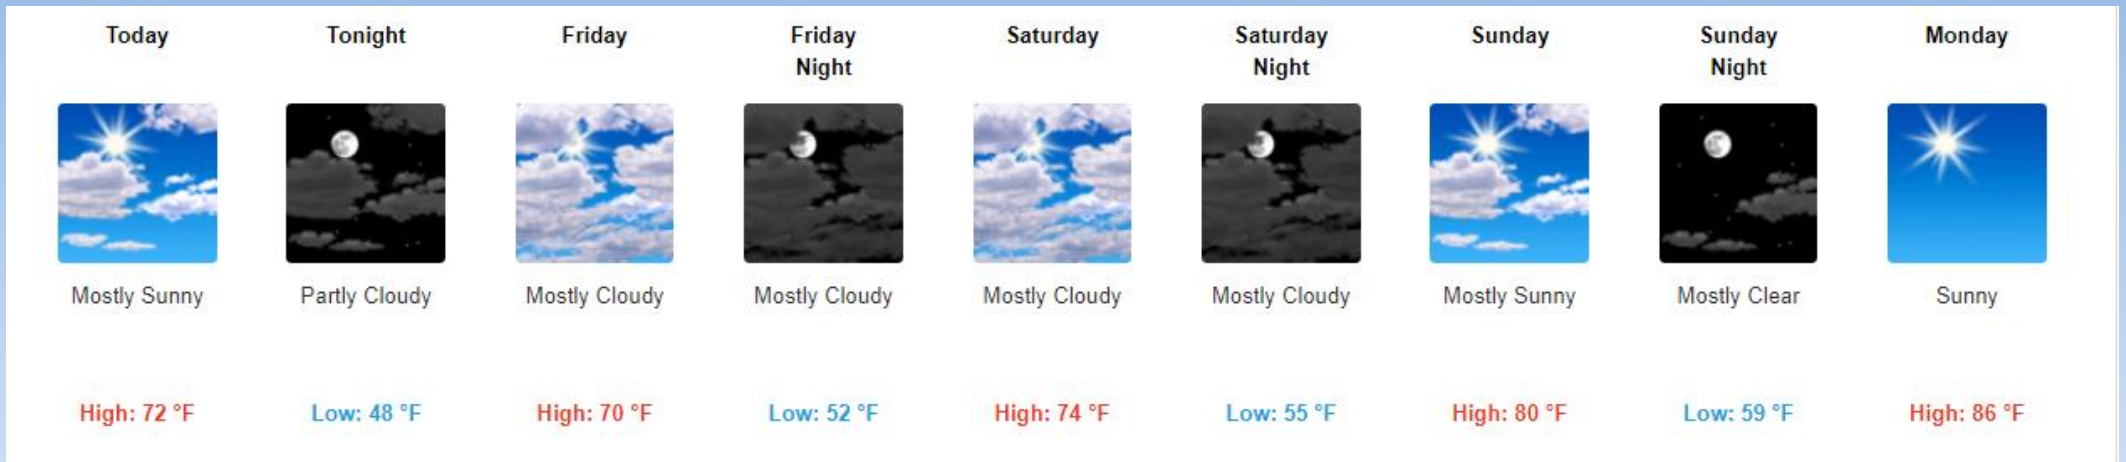 Today
Tonight
Friday
Friday
Night
Saturday
Saturday
Night
Sunday
Sunday
Night
Monday
Mostly Sunny
Partly Cloudy
Mostly Cloudy
Mostly Cloudy
Mostly Cloudy
Mostly Cloudy
Mostly Sunny
Mostly Clear
Sunny
High: 72 °F
Low: 48 °F
High: 70 °F
Low: 52 °F
High: 74 °F
Low: 55 °F
High: 80 °F
Low: 59 °F
High: 86 °F